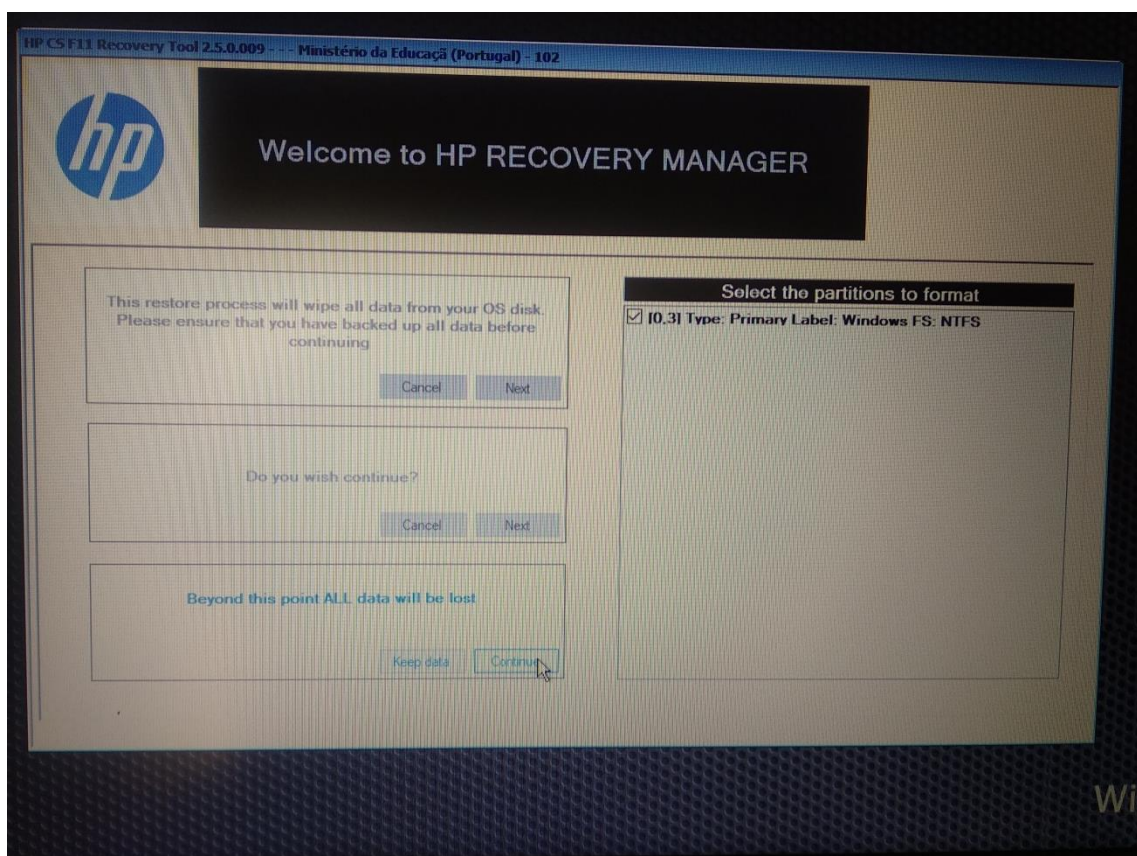 HP CS F11 Recovery Tool 2.5.0.009 - - - Ministério da Educaçã (Portugal) - 102
hp
Welcome to HP RECOVERY MANAGER
This restore process will wipe all data from your OS disk.
Please ensure that you have backed up all data before
continuing
Cancel Next
Do you wish continue?
Cancel Next
Beyond this point ALL data will be lost
Keep data Continue
Select the partitions to format
[0,3] Type: Primary Label: Windows FS: NTFS
Wi